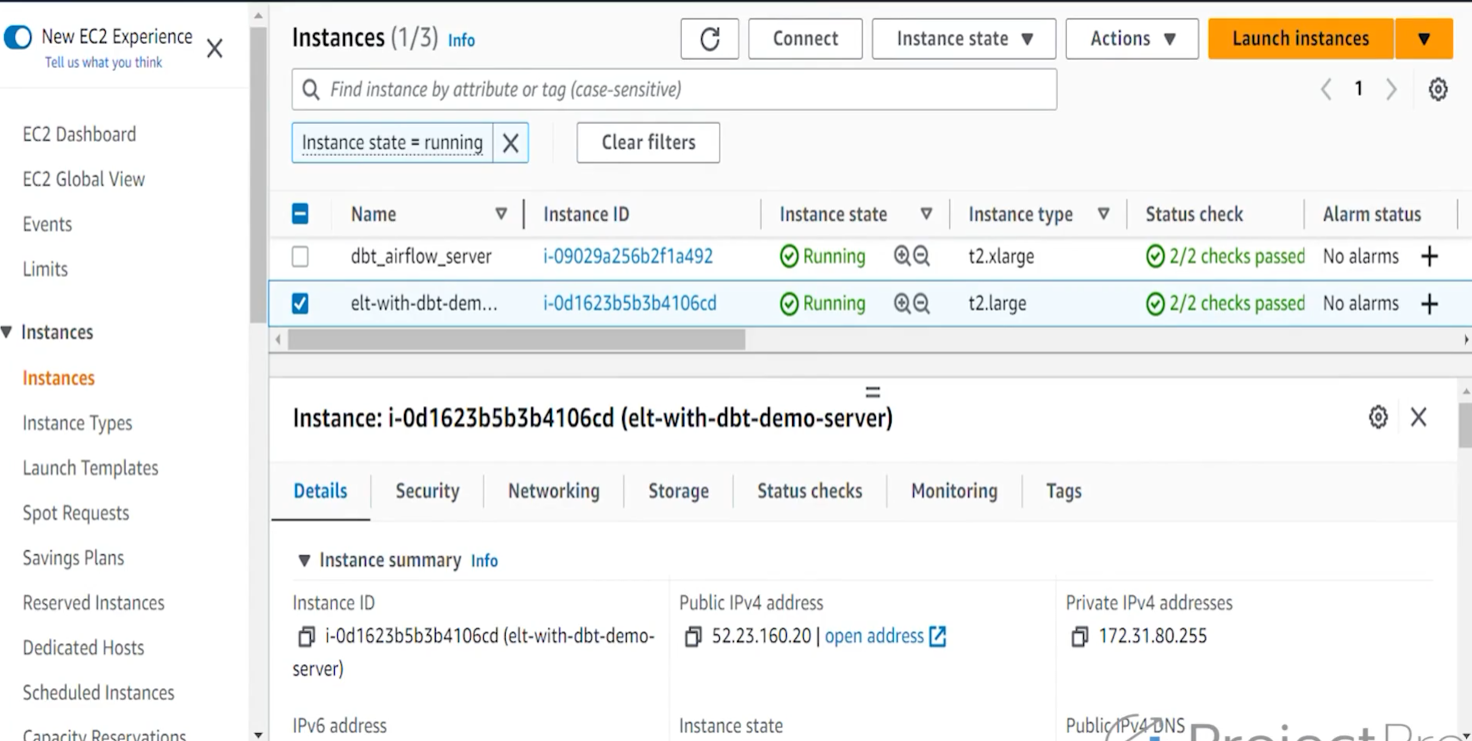 New EC2 Experience
Tell us what you think
EC2 Dashboard
EC2 Global View
Events
Limits
Instances
Instances
Instance Types
Launch Templates
Spot Requests
Savings Plans
Reserved Instances
Dedicated Hosts
Scheduled Instances
Capacity Reservations
Instances (1/3) Info
Connect
Instance state
Actions
Launch instances
Find instance by attribute or tag (case-sensitive)
1
Instance state = running
Clear filters
Name Instance ID Instance state Instance type Status check Alarm status
dbt_airflow_server i-09029a256b2f1a492 Running t2.xlarge 2/2 checks passed No alarms +
elt-with-dbt-dem... i-0d1623b5b3b4106cd Running t2.large 2/2 checks passed No alarms +
Instance: i-0d1623b5b3b4106cd (elt-with-dbt-demo-server)
Details Security Networking Storage Status checks Monitoring Tags
Instance summary Info
Instance ID
i-0d1623b5b3b4106cd (elt-with-dbt-demo-
server)
Public IPv4 address
52.23.160.20 | open address
Private IPv4 addresses
172.31.80.255
IPv6 address
Instance state
Public IPv4 DNS
ProjectPro